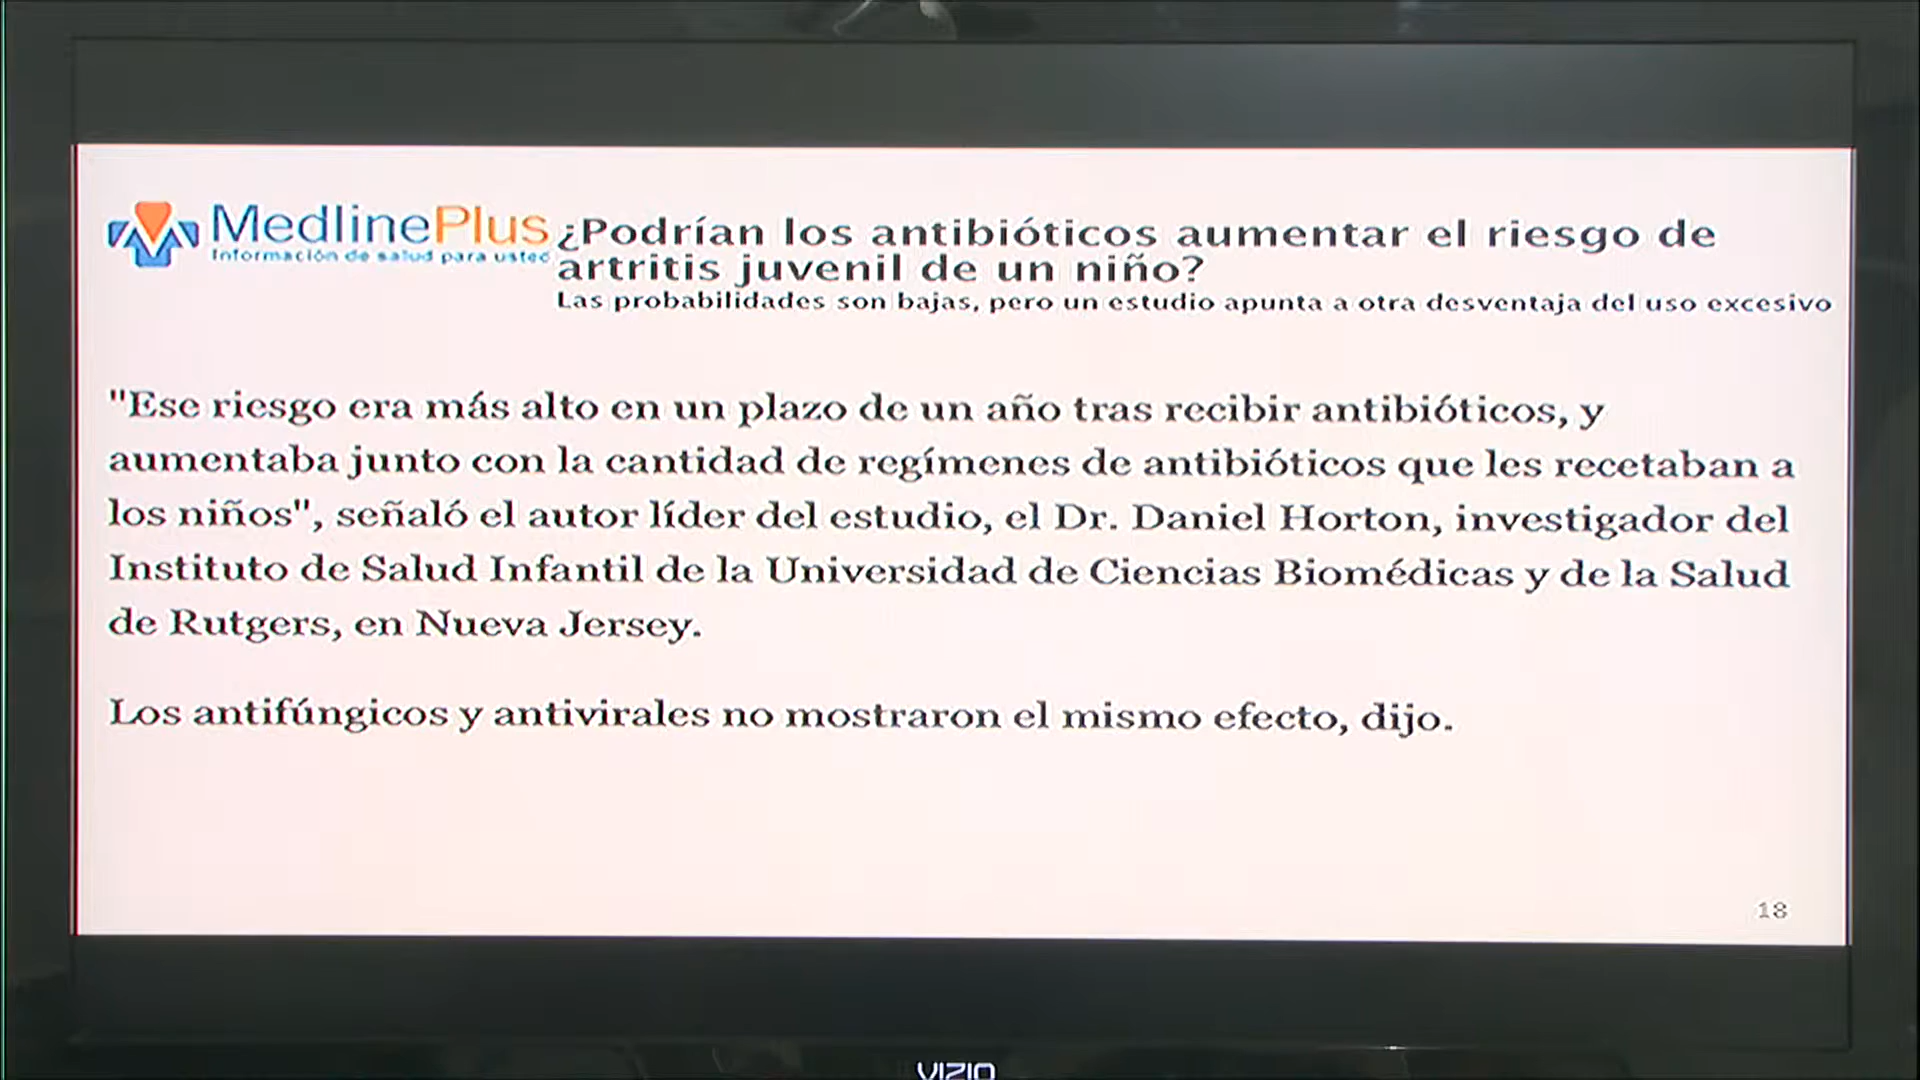 MedlinePlus
Información de salud para usted
¿Podrían los antibióticos aumentar el riesgo de
artritis juvenil de un niño?
Las probabilidades son bajas, pero un estudio apunta a otra desventaja del uso excesivo
"Ese riesgo era más alto en un plazo de un año tras recibir antibióticos, y
aumentaba junto con la cantidad de regímenes de antibióticos que les recetaban a
los niños", señaló el autor líder del estudio, el Dr. Daniel Horton, investigador del
Instituto de Salud Infantil de la Universidad de Ciencias Biomédicas y de la Salud
de Rutgers, en Nueva Jersey.
Los antifúngicos y antivirales no mostraron el mismo efecto, dijo.
18
VIZIO